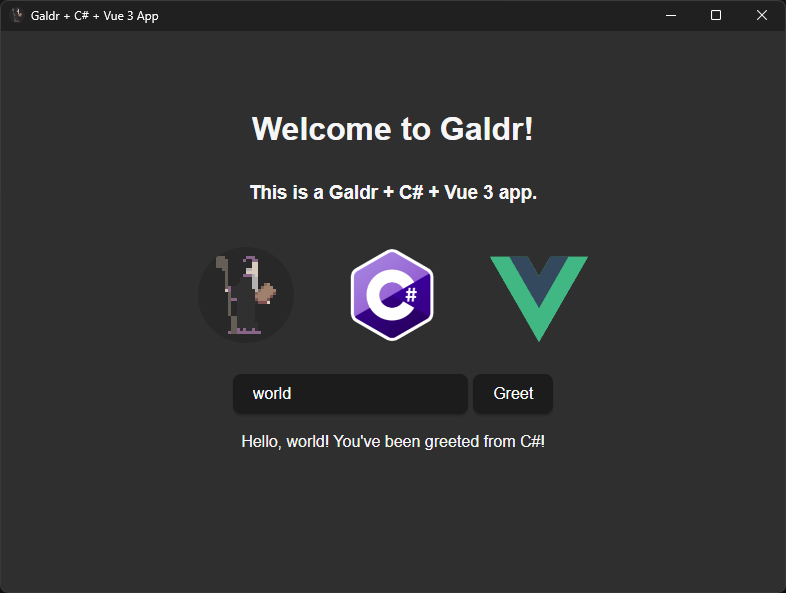 Galdr + C# + Vue 3 App
Welcome to Galdr!
This is a Galdr + C# + Vue 3 app.
C#
world
Greet
Hello, world! You've been greeted from C#!